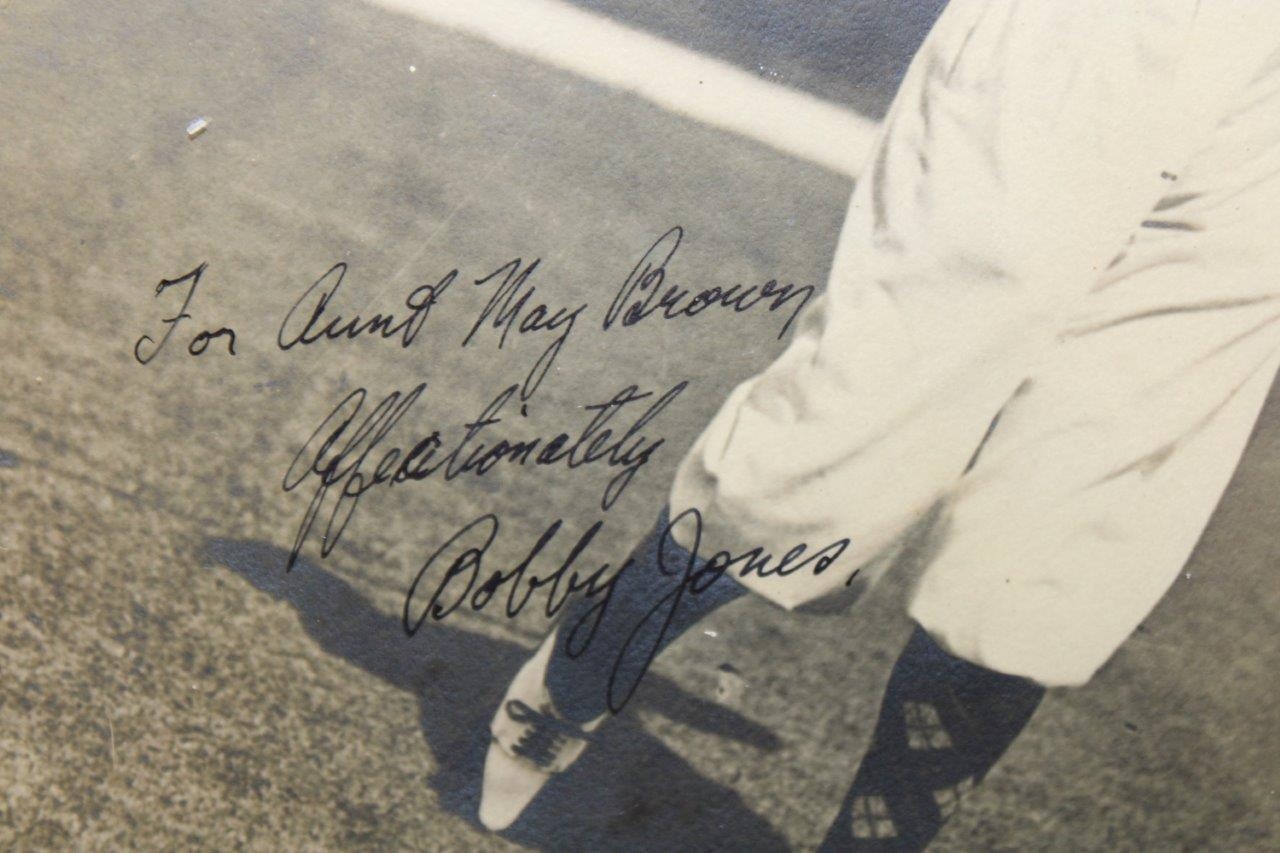 For Aunt May Brown
Affectionately
Bobby Jones.